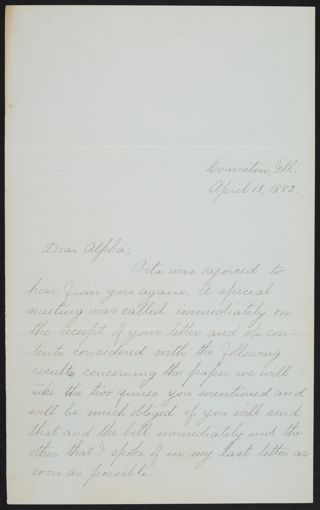 Evanston, Ill.
April 13, 1882.
Dear Alpha;
Beta was rejoiced to
hear from you again. A special
meeting was called immediately on
the receipt of your letter and its con-
tents considered with the following
results concerning the paper we will
take the two quires you mentioned and
will be much obliged if you will send
that and the bill immediately and the
other that I spoke of in my last letter as
soon as possible.